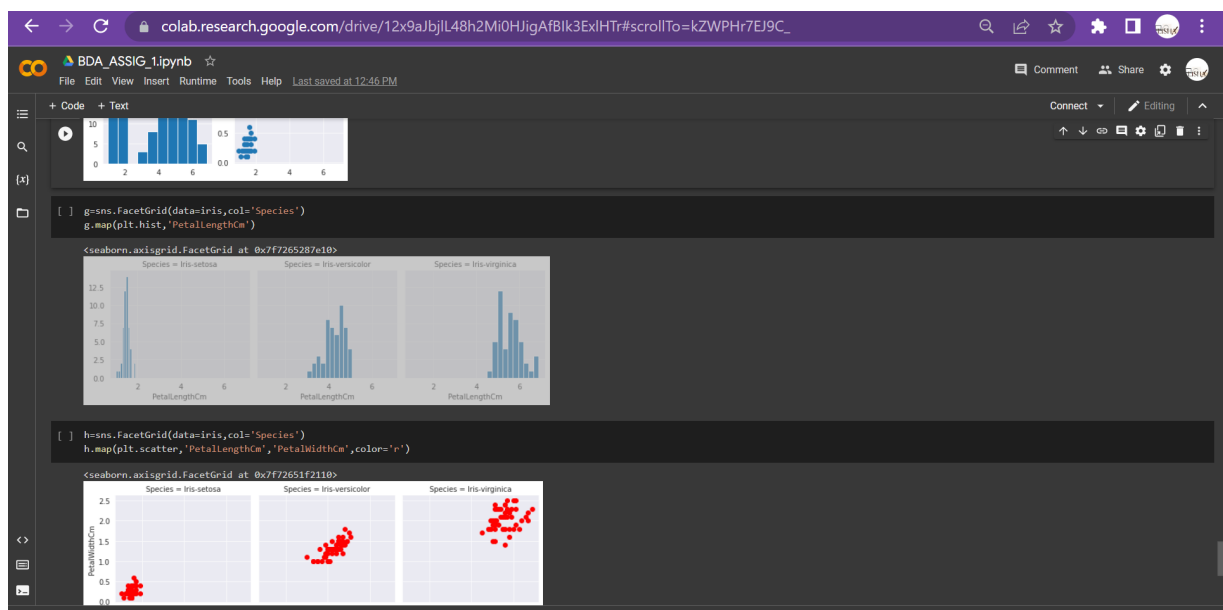 colab.research.google.com/drive/12x9aJbjlL48h2Mi0HJigAfBIk3ExlHTr#scrollTo=kZWPHr7EJ9C_
BDA_ASSIG_1.ipynb
Comment Share
File Edit View Insert Runtime Tools Help Last saved at 12:46 PM
+ Code + Text
Connect Editing
10
5
0
2 4 6
0.5
0.0
2 4 6
{x}
[ ] g=sns.FacetGrid(data=iris,col='Species')
g.map(plt.hist,'PetalLengthCm')
<seaborn.axisgrid.FacetGrid at 0x7f7265287e10>
Species = Iris-setosa Species = Iris-versicolor Species = Iris-virginica
12.5
10.0
7.5
5.0
2.5
0.0
2 4 6 2 4 6 2 4 6
PetalLengthCm PetalLengthCm PetalLengthCm
[ ] h=sns.FacetGrid(data=iris,col='Species')
h.map(plt.scatter,'PetalLengthCm','PetalWidthCm',color='r')
<seaborn.axisgrid.FacetGrid at 0x7f72651f2110>
Species = Iris-setosa Species = Iris-versicolor Species = Iris-virginica
2.5
2.0
1.5
1.0
0.5
0.0
PetalWidthCm